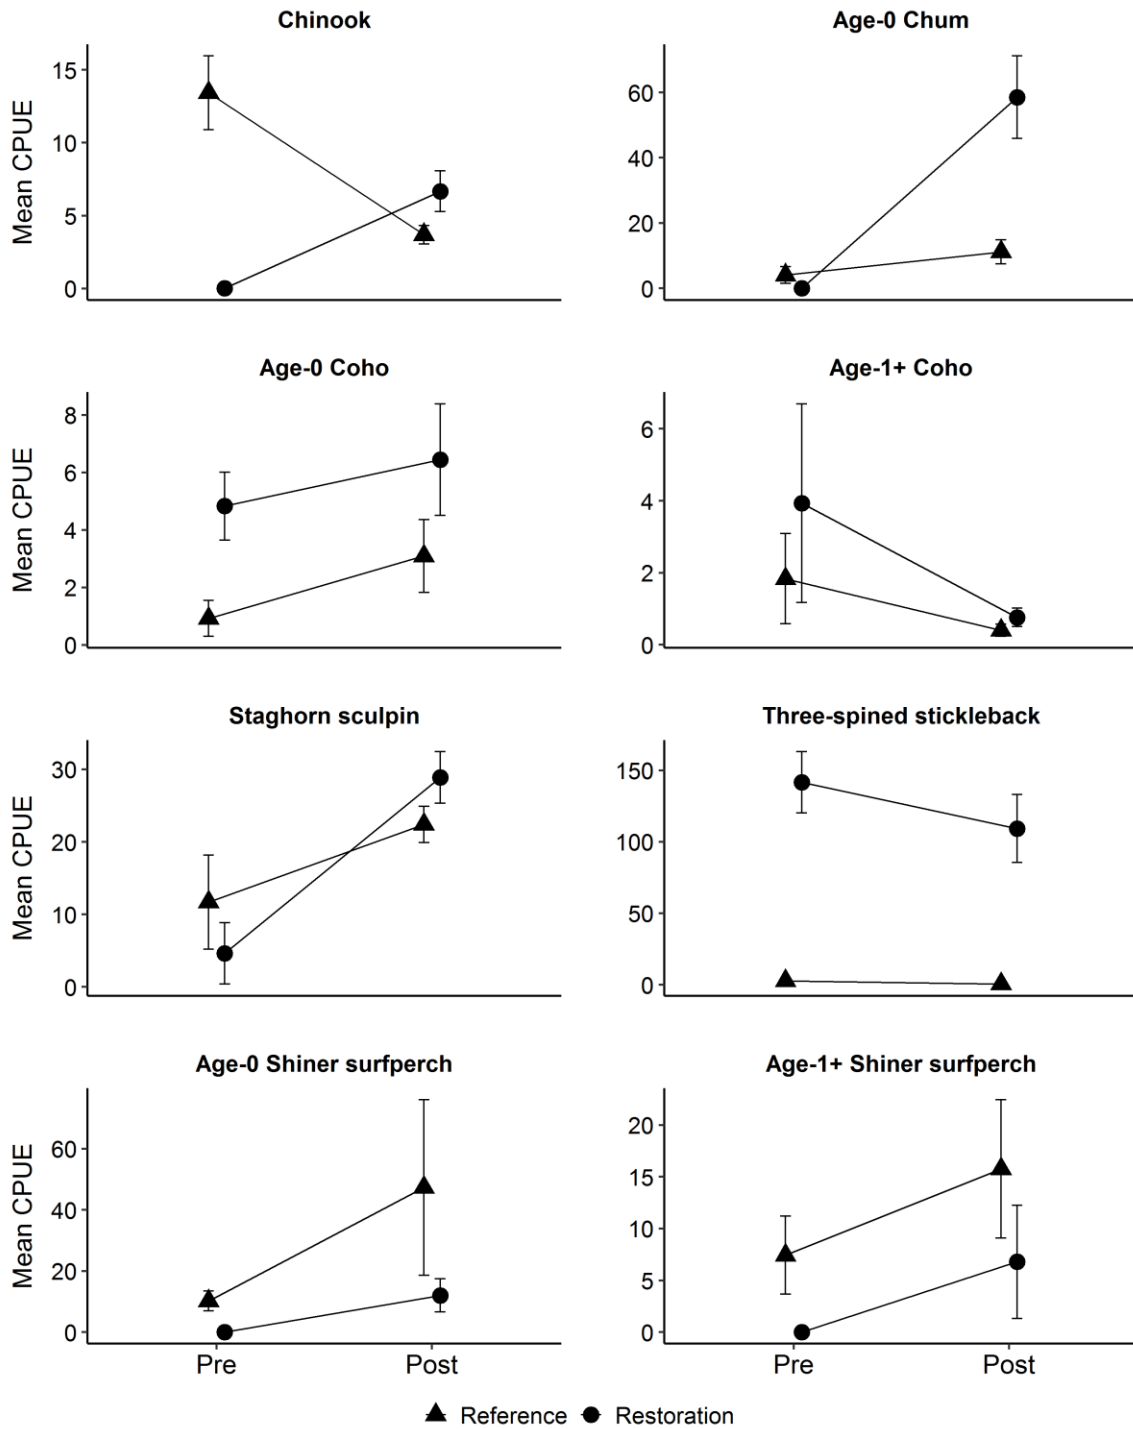 Chinook
Age-0 Chum
Mean CPUE
15
10
5
0
60
40
20
0
Age-0 Coho
Age-1+ Coho
Mean CPUE
8
6
4
2
0
6
4
2
0
Staghorn sculpin
Three-spined stickleback
Mean CPUE
30
20
10
0
150
100
50
0
Age-0 Shiner surfperch
Age-1+ Shiner surfperch
Mean CPUE
60
40
20
0
20
15
10
5
0
Pre Post
Pre Post
Reference Restoration